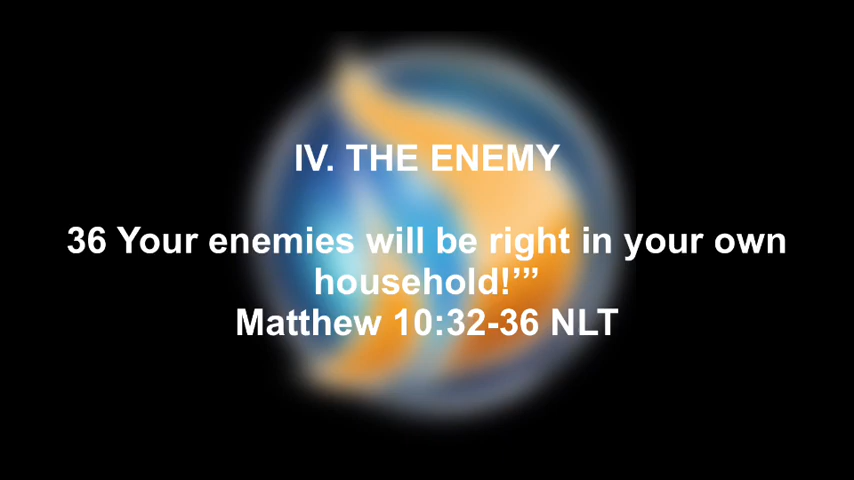 IV. THE ENEMY
36 Your enemies will be right in your own
household!’”
Matthew 10:32-36 NLT